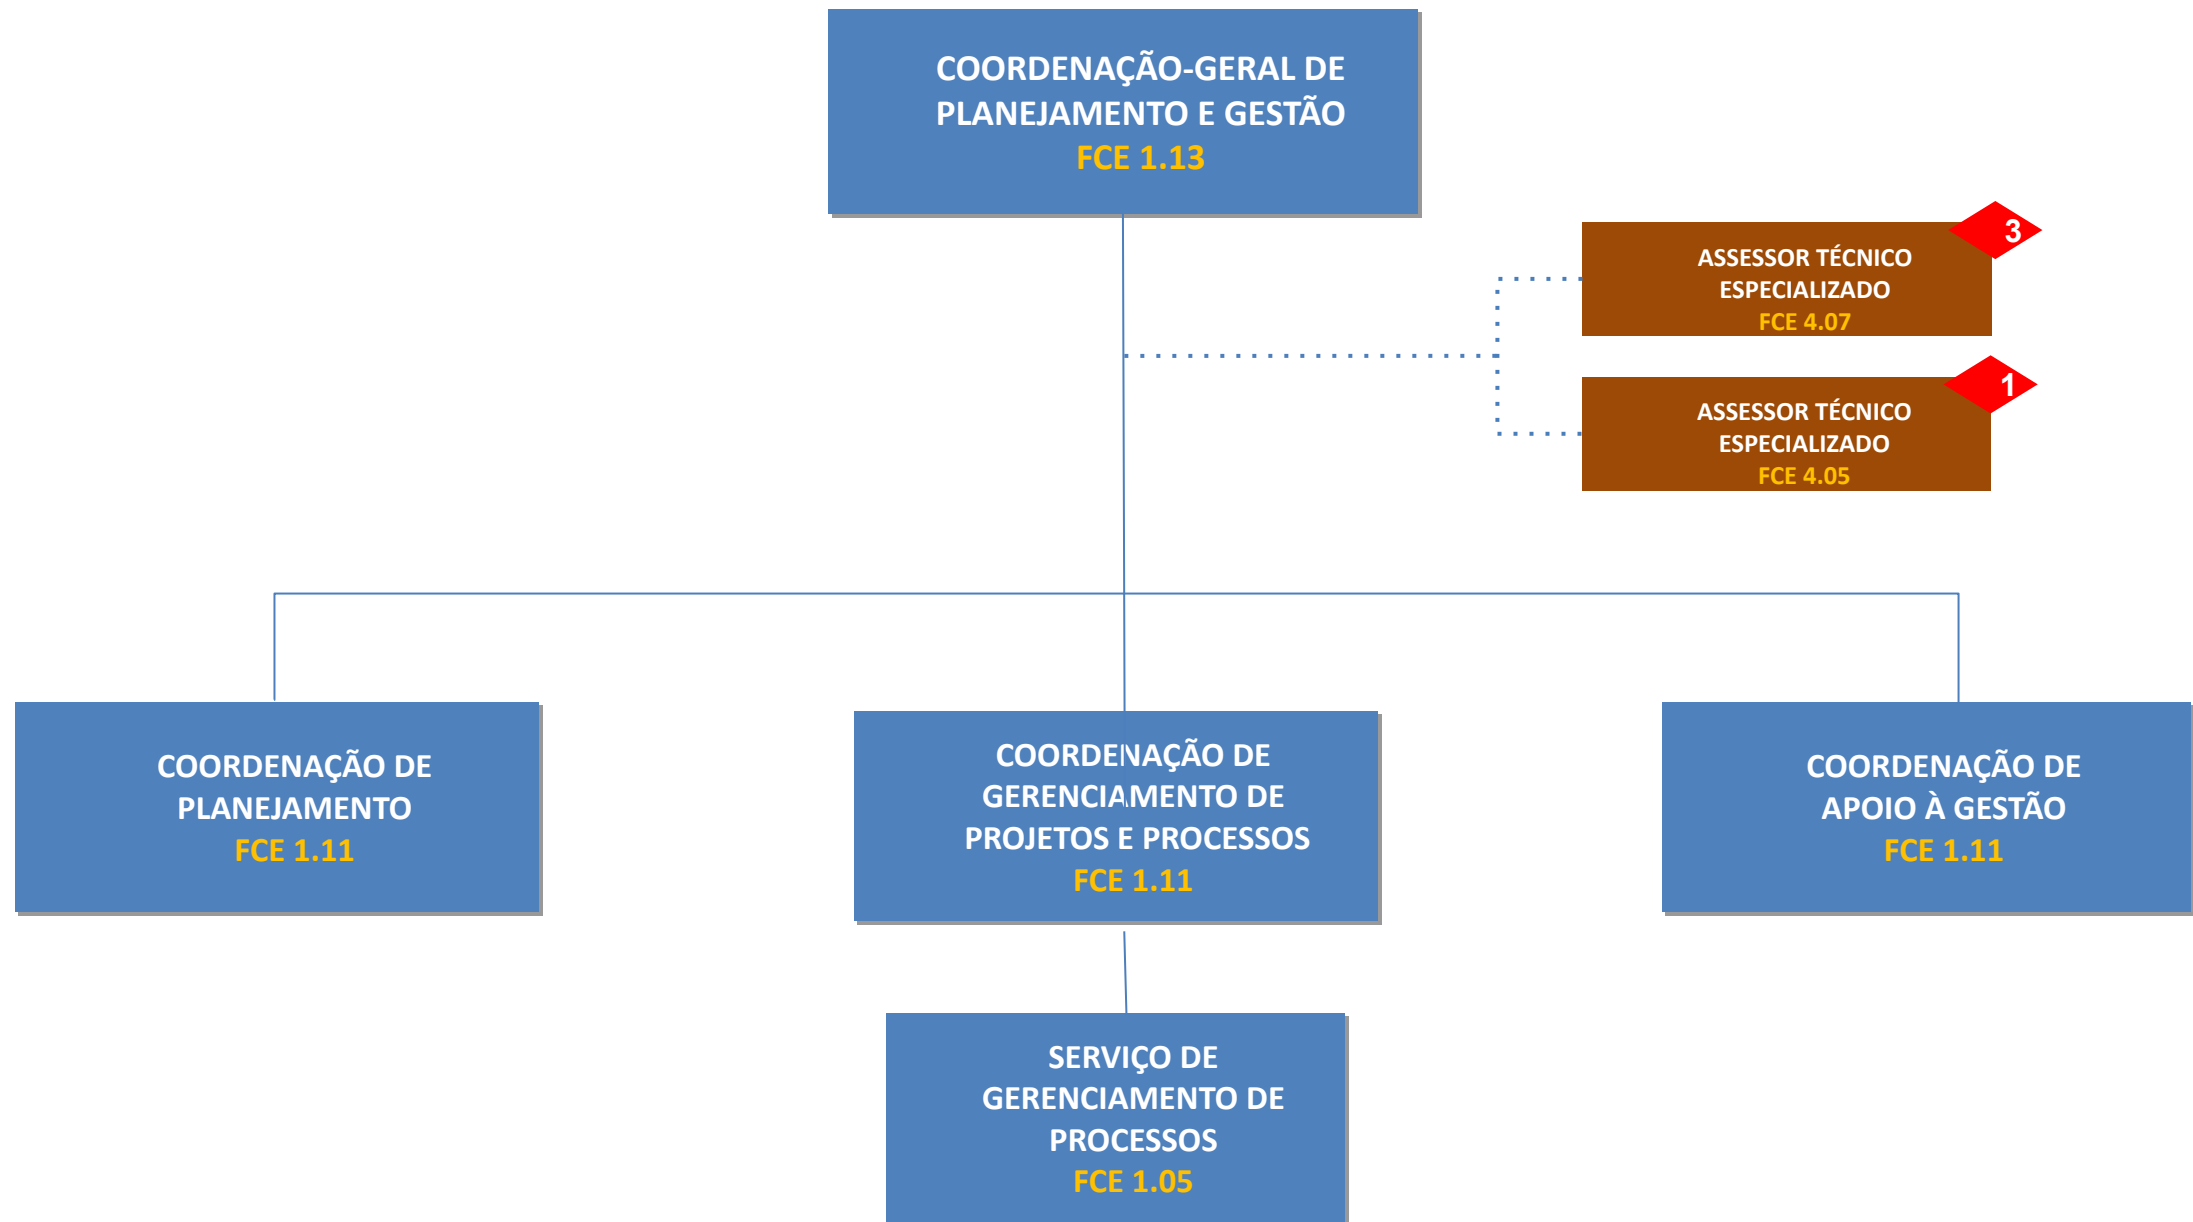 COORDENAÇÃO-GERAL DE
PLANEJAMENTO E GESTÃO
FCE 1.13
3
ASSESSOR TÉCNICO
ESPECIALIZADO
FCE 4.07
1
ASSESSOR TÉCNICO
ESPECIALIZADO
FCE 4.05
COORDENAÇÃO DE
PLANEJAMENTO
FCE 1.11
COORDENAÇÃO DE
GERENCIAMENTO DE
PROJETOS E PROCESSOS
FCE 1.11
COORDENAÇÃO DE
APOIO À GESTÃO
FCE 1.11
SERVIÇO DE
GERENCIAMENTO DE
PROCESSOS
FCE 1.05